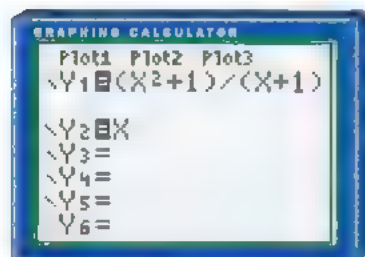 GRAPHING CALCULATOR
Plot1 Plot2 Plot3
\Y₁=(X²+1)/(X+1)
\Y₂=X
\Y₃=
\Y₄=
\Y₅=
Y₆=